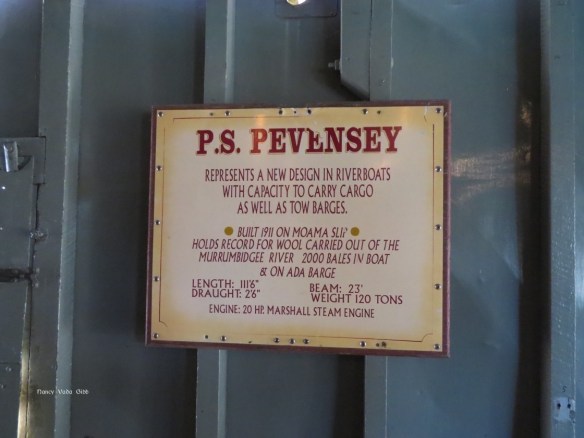 P.S. PEVENSEY
REPRESENTS A NEW DESIGN IN RIVERBOATS
WITH CAPACITY TO CARRY CARGO
AS WELL AS TOW BARGES.
BUILT 1911 ON MOAMA SLIP
HOLDS RECORD FOR WOOL CARRIED OUT OF THE
MURRUMBIDGEE RIVER 2000 BALES IN BOAT
& ON ADA BARGE
LENGTH: 111'6" BEAM: 23'
DRAUGHT: 2'6" WEIGHT 120 TONS
ENGINE: 20 HP. MARSHALL STEAM ENGINE
Nancy